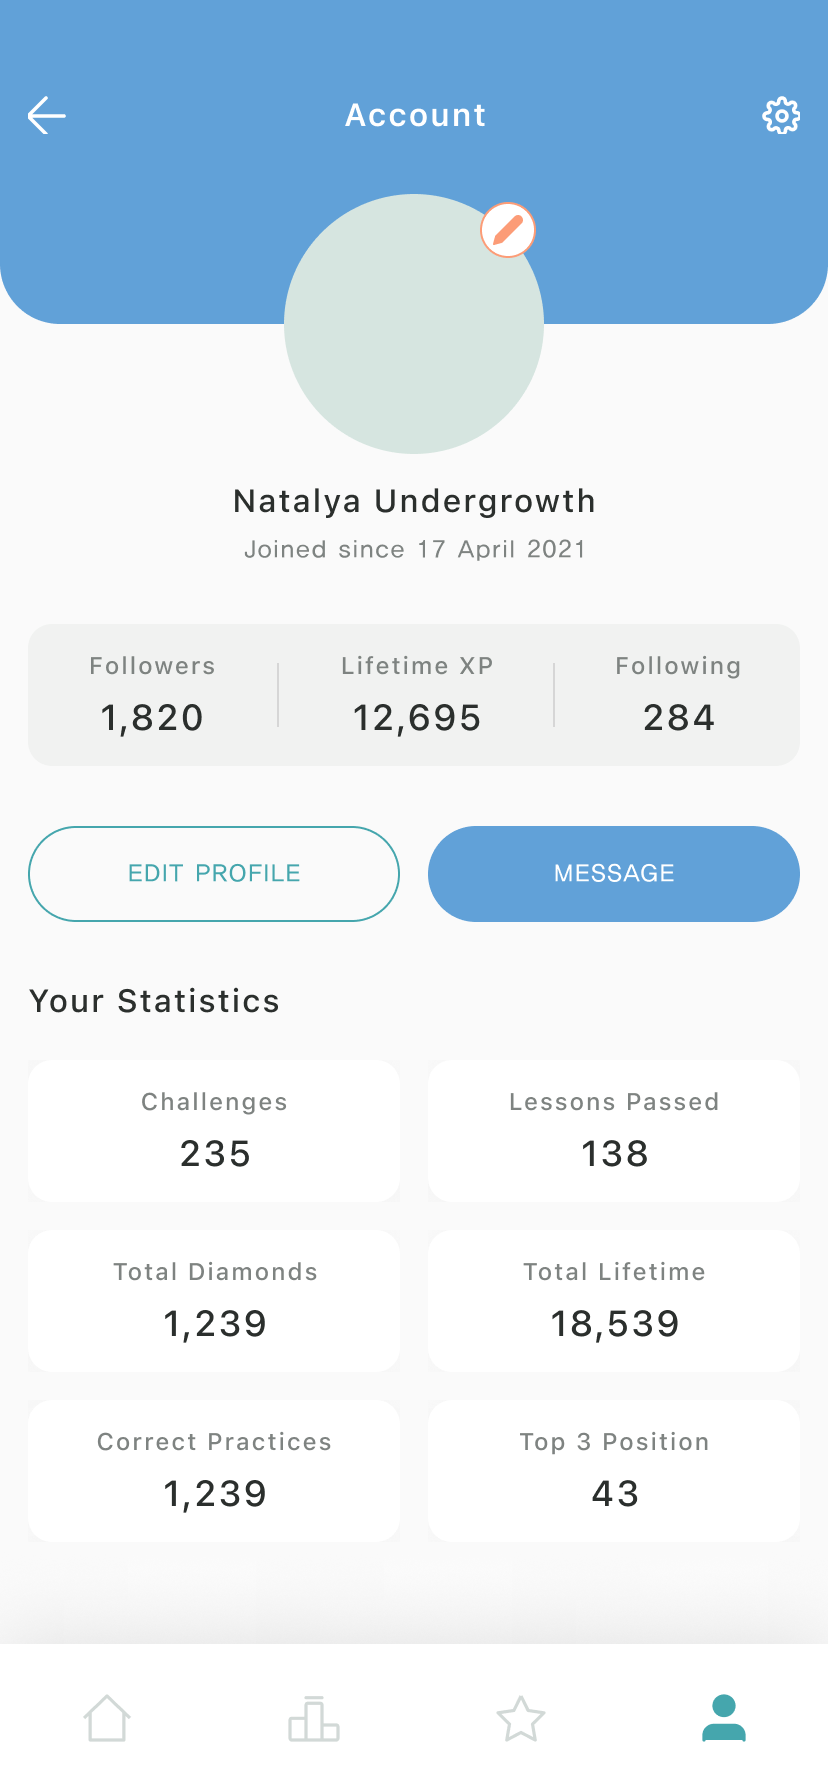 Account
Natalya Undergrowth
Joined since 17 April 2021
Followers Lifetime XP Following
1,820 12,695 284
EDIT PROFILE MESSAGE
Your Statistics
Challenges Lessons Passed
235 138
Total Diamonds Total Lifetime
1,239 18,539
Correct Practices Top 3 Position
1,239 43